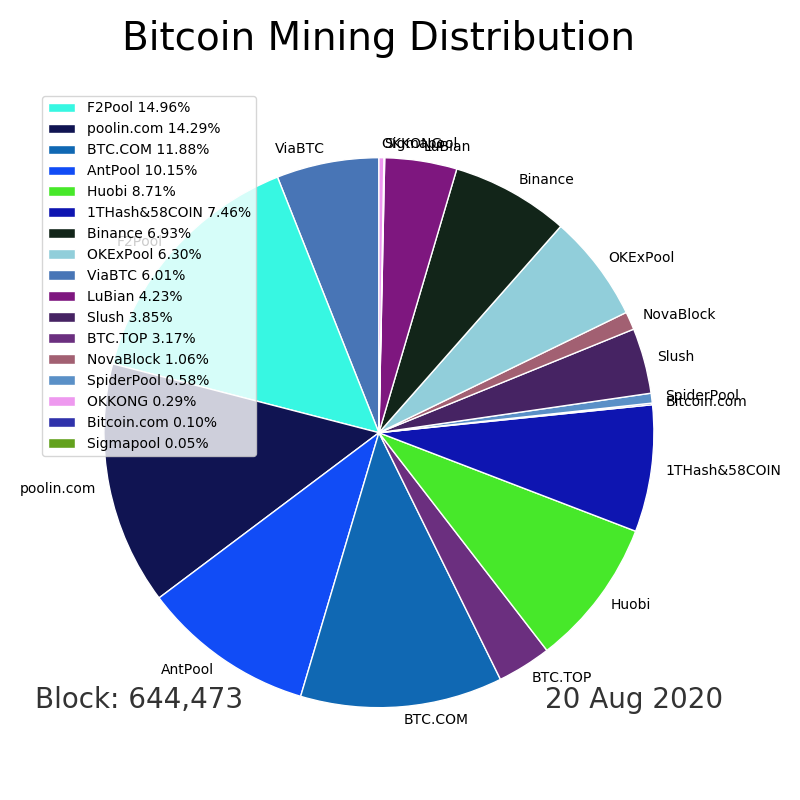 Bitcoin Mining Distribution
F2Pool 14.96%
poolin.com 14.29%
BTC.COM 11.88%
AntPool 10.15%
Huobi 8.71%
1THash&58COIN 7.46%
Binance 6.93%
OKExPool 6.30%
ViaBTC 6.01%
LuBian 4.23%
Slush 3.85%
BTC.TOP 3.17%
NovaBlock 1.06%
SpiderPool 0.58%
OKKONG 0.29%
Bitcoin.com 0.10%
Sigmapool 0.05%
ViaBTC
OKKONG
Sigmapool
LuBian
Binance
OKExPool
NovaBlock
Slush
SpiderPool
Bitcoin.com
1THash&58COIN
Huobi
BTC.TOP
BTC.COM
AntPool
poolin.com
F2Pool
Block: 644,473
20 Aug 2020